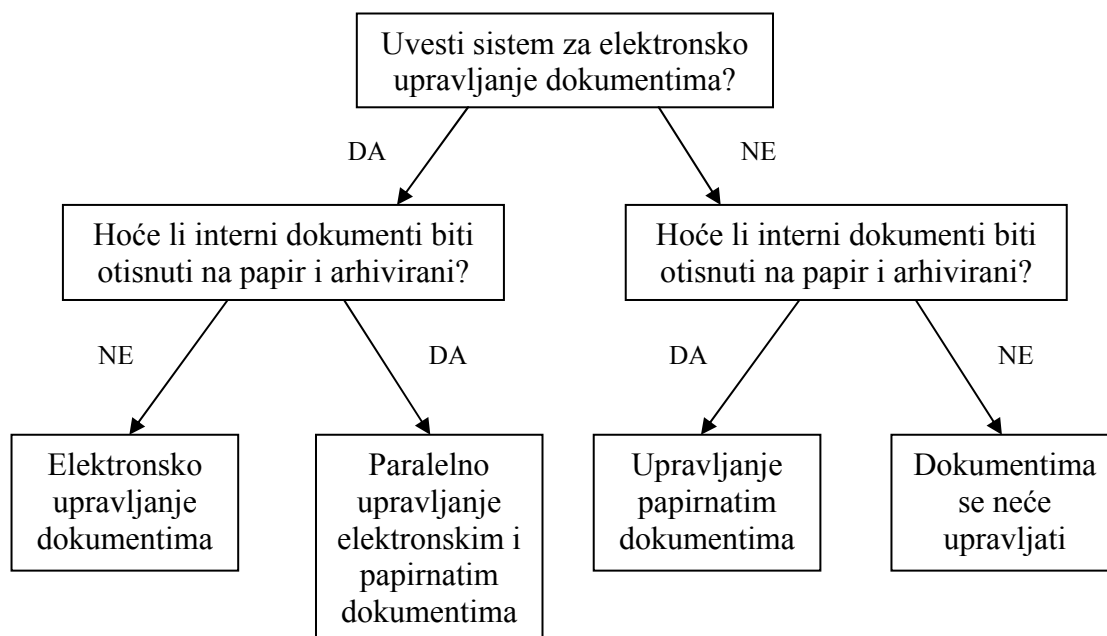 Uvesti sistem za elektronsko
upravljanje dokumentima?
DA
NE
Hoće li interni dokumenti biti
otisnuti na papir i arhivirani?
Hoće li interni dokumenti biti
otisnuti na papir i arhivirani?
NE
DA
DA
NE
Elektronsko
upravljanje
dokumentima
Paralelno
upravljanje
elektronskim i
papirnatim
dokumentima
Upravljanje
papirnatim
dokumentima
Dokumentima
se neće
upravljati